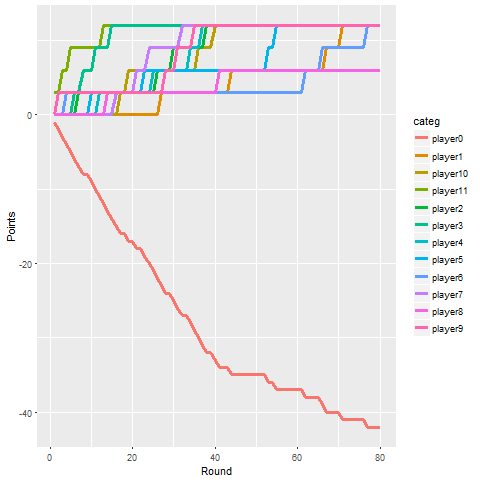 0
-20
-40
Points
0
20
40
60
80
Round
categ
player0
player1
player10
player11
player2
player3
player4
player5
player6
player7
player8
player9